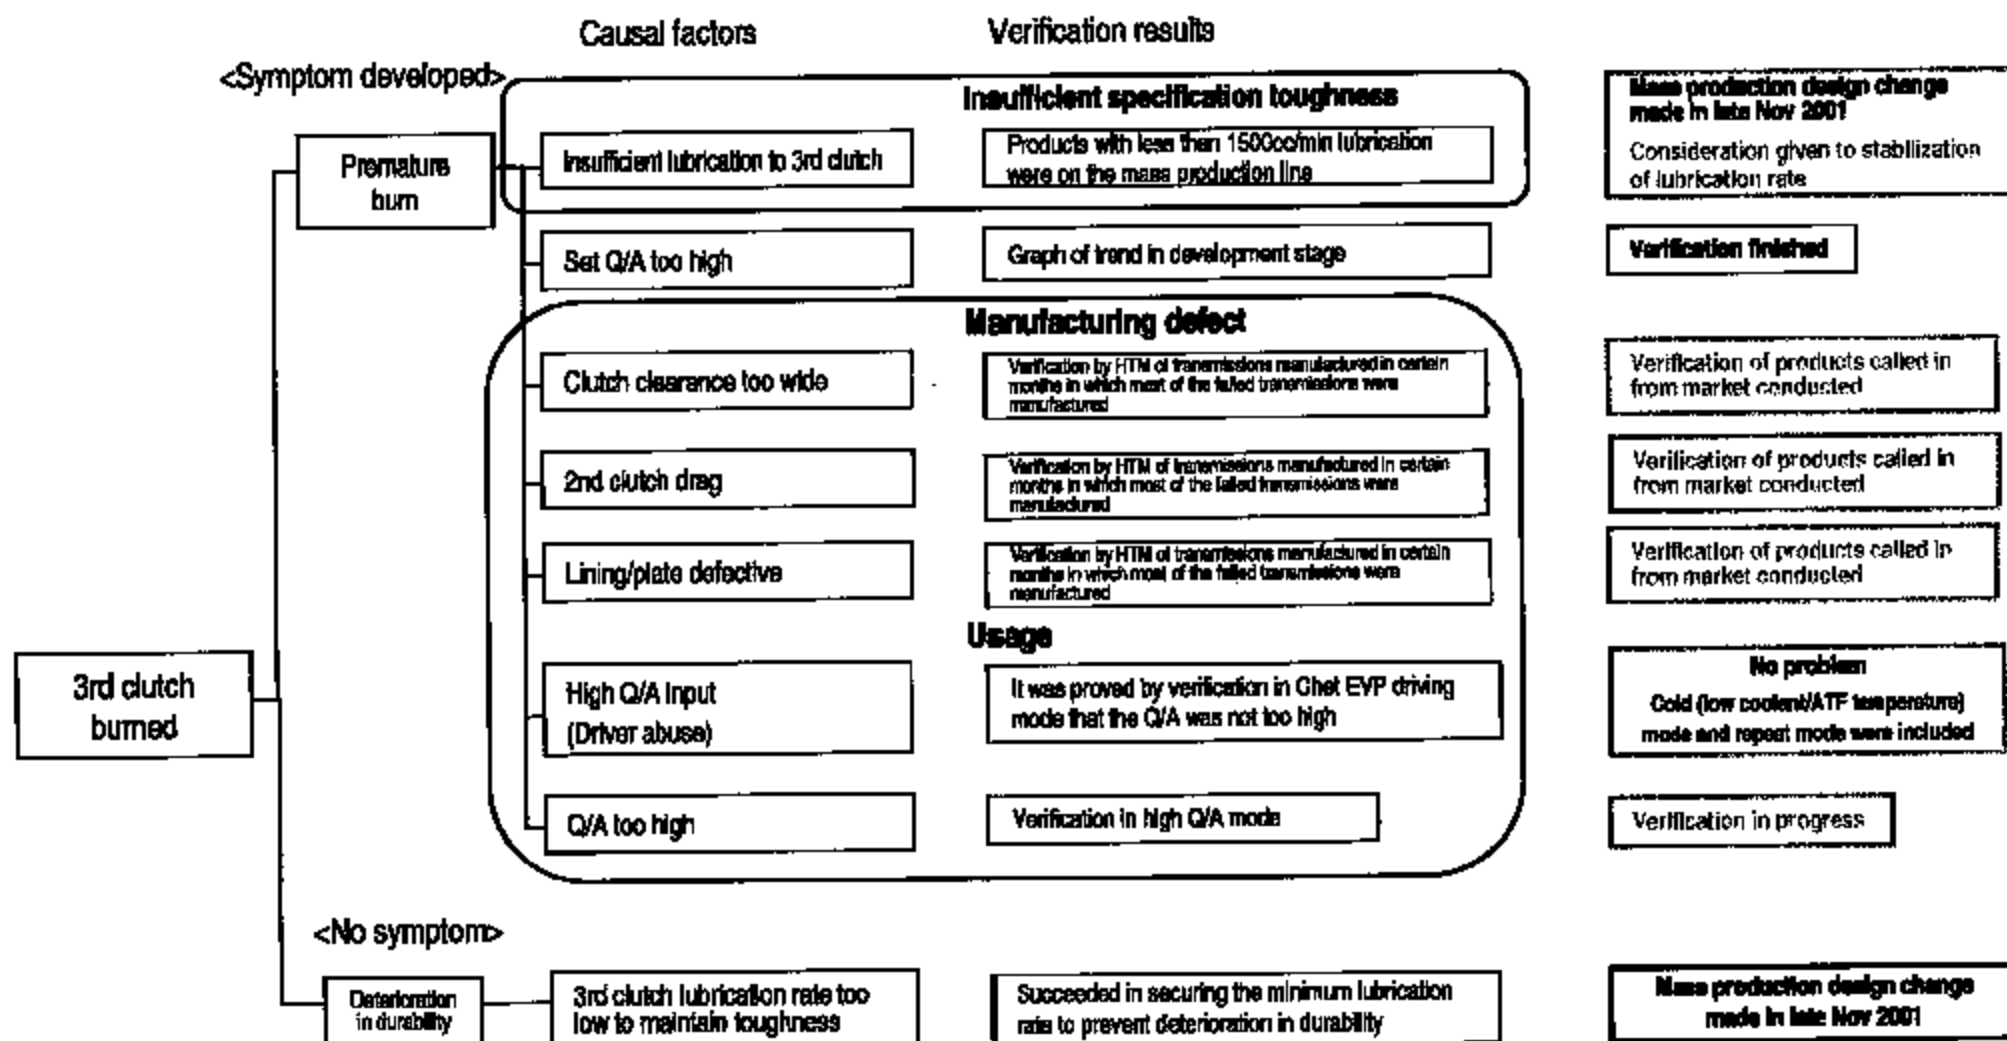 Causal factors
Verification results
<Symptom developed>
Insufficient specification toughness
Mass production design change
made in late Nov 2001
Consideration given to stabilization
of lubrication rate
Premature
burn
Insufficient lubrication to 3rd clutch
Products with less than 1500cc/min lubrication
were on the mass production line
Set Q/A too high
Graph of trend in development stage
Verification finished
Manufacturing defect
Clutch clearance too wide
Verification by HTM of transmissions manufactured in certain
months in which most of the failed transmissions were
manufactured
Verification of products called in
from market conducted
2nd clutch drag
Verification by HTM of transmissions manufactured in certain
months in which most of the failed transmissions were
manufactured
Verification of products called in
from market conducted
Lining/plate defective
Verification by HTM of transmissions manufactured in certain
months in which most of the failed transmissions were
manufactured
Verification of products called in
from market conducted
Usage
3rd clutch
burned
High Q/A input
(Driver abuse)
It was proved by verification in Ghet EVP driving
mode that the Q/A was not too high
No problem
Cold (low coolent/ATF temperature)
mode and repeat mode were included
Q/A too high
Verification in high Q/A mode
Verification in progress
<No symptom>
Deterioration
in durability
3rd clutch lubrication rate too
low to maintain toughness
Succeeded in securing the minimum lubrication
rate to prevent deterioration in durability
Mass production design change
made in late Nov 2001